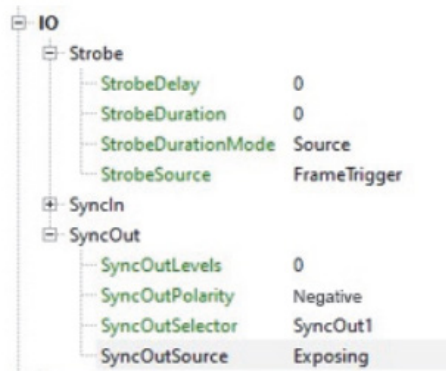 IO
Strobe
StrobeDelay 0
StrobeDuration 0
StrobeDurationMode Source
StrobeSource FrameTrigger
SyncIn
SyncOut
SyncOutLevels 0
SyncOutPolarity Negative
SyncOutSelector SyncOut1
SyncOutSource Exposing